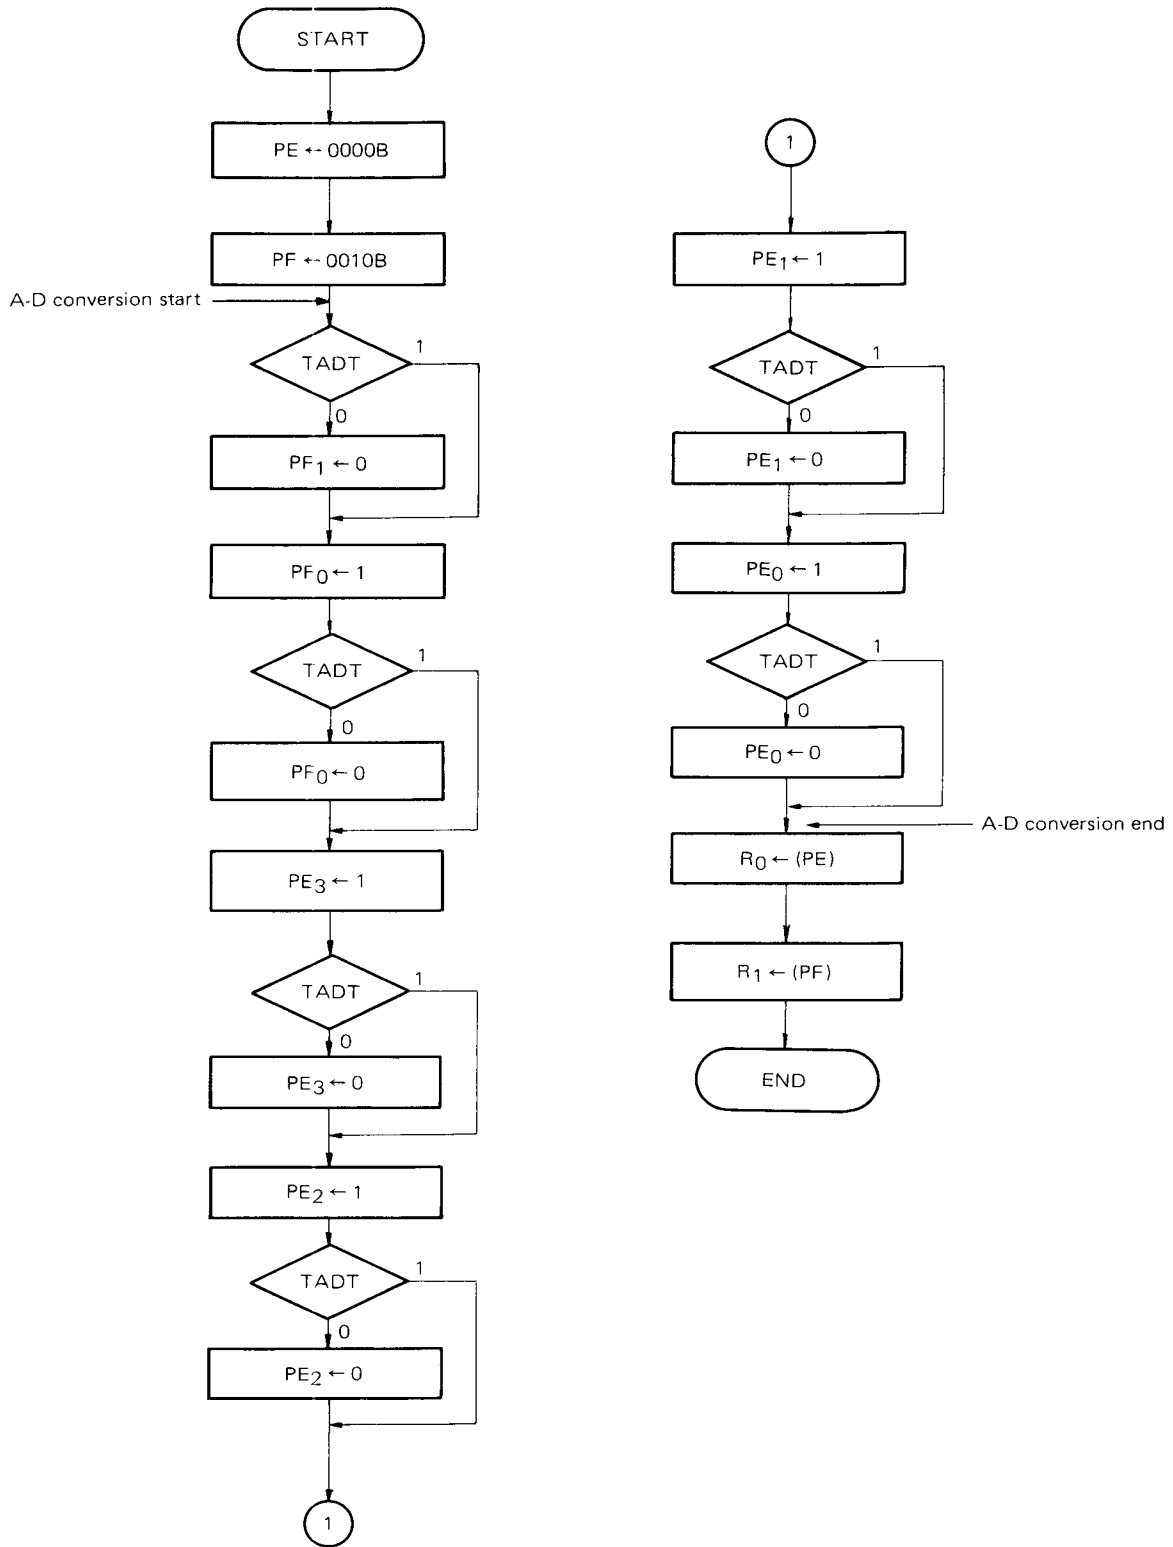 START
PE ← 0000B
PF ← 0010B
A-D conversion start
TADT
1
0
PF1 ← 0
PF0 ← 1
TADT
1
0
PF0 ← 0
PE3 ← 1
TADT
1
0
PE3 ← 0
PE2 ← 1
TADT
1
0
PE2 ← 0
1
1
PE1 ← 1
TADT
1
0
PE1 ← 0
PE0 ← 1
TADT
1
0
PE0 ← 0
A-D conversion end
R0 ← (PE)
R1 ← (PF)
END